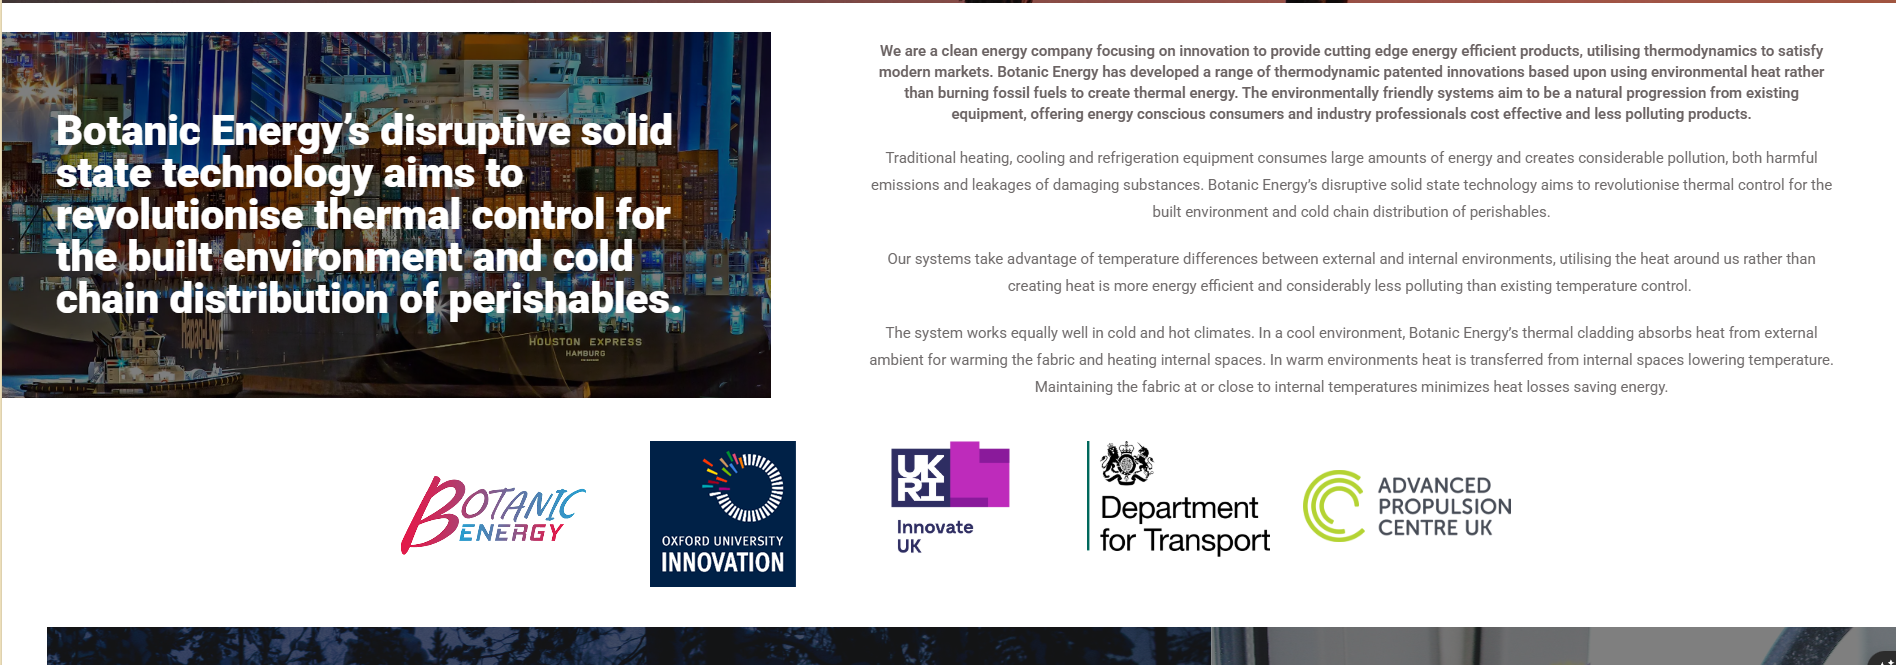 Botanic Energy’s disruptive solid
state technology aims to
revolutionise thermal control for
the built environment and cold
chain distribution of perishables.
Hapag-Lloyd
HOUSTON EXPRESS
HAMBURG
We are a clean energy company focusing on innovation to provide cutting edge energy efficient products, utilising thermodynamics to satisfy
modern markets. Botanic Energy has developed a range of thermodynamic patented innovations based upon using environmental heat rather
than burning fossil fuels to create thermal energy. The environmentally friendly systems aim to be a natural progression from existing
equipment, offering energy conscious consumers and industry professionals cost effective and less polluting products.
Traditional heating, cooling and refrigeration equipment consumes large amounts of energy and creates considerable pollution, both harmful
emissions and leakages of damaging substances. Botanic Energy’s disruptive solid state technology aims to revolutionise thermal control for the
built environment and cold chain distribution of perishables.
Our systems take advantage of temperature differences between external and internal environments, utilising the heat around us rather than
creating heat is more energy efficient and considerably less polluting than existing temperature control.
The system works equally well in cold and hot climates. In a cool environment, Botanic Energy’s thermal cladding absorbs heat from external
ambient for warming the fabric and heating internal spaces. In warm environments heat is transferred from internal spaces lowering temperature.
Maintaining the fabric at or close to internal temperatures minimizes heat losses saving energy.
BOTANIC
ENERGY
OXFORD UNIVERSITY
INNOVATION
UK
RI
Innovate
UK
Department
for Transport
ADVANCED
PROPULSION
CENTRE UK